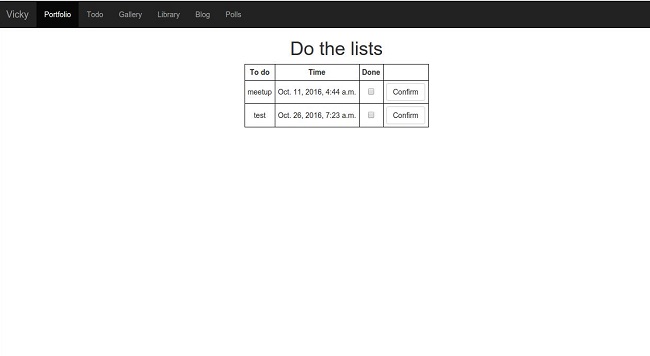 Vicky Portfolio Todo Gallery Library Blog Polls
Do the lists
To do Time Done
meetup Oct. 11, 2016, 4:44 a.m. Confirm
test Oct. 26, 2016, 7:23 a.m. Confirm